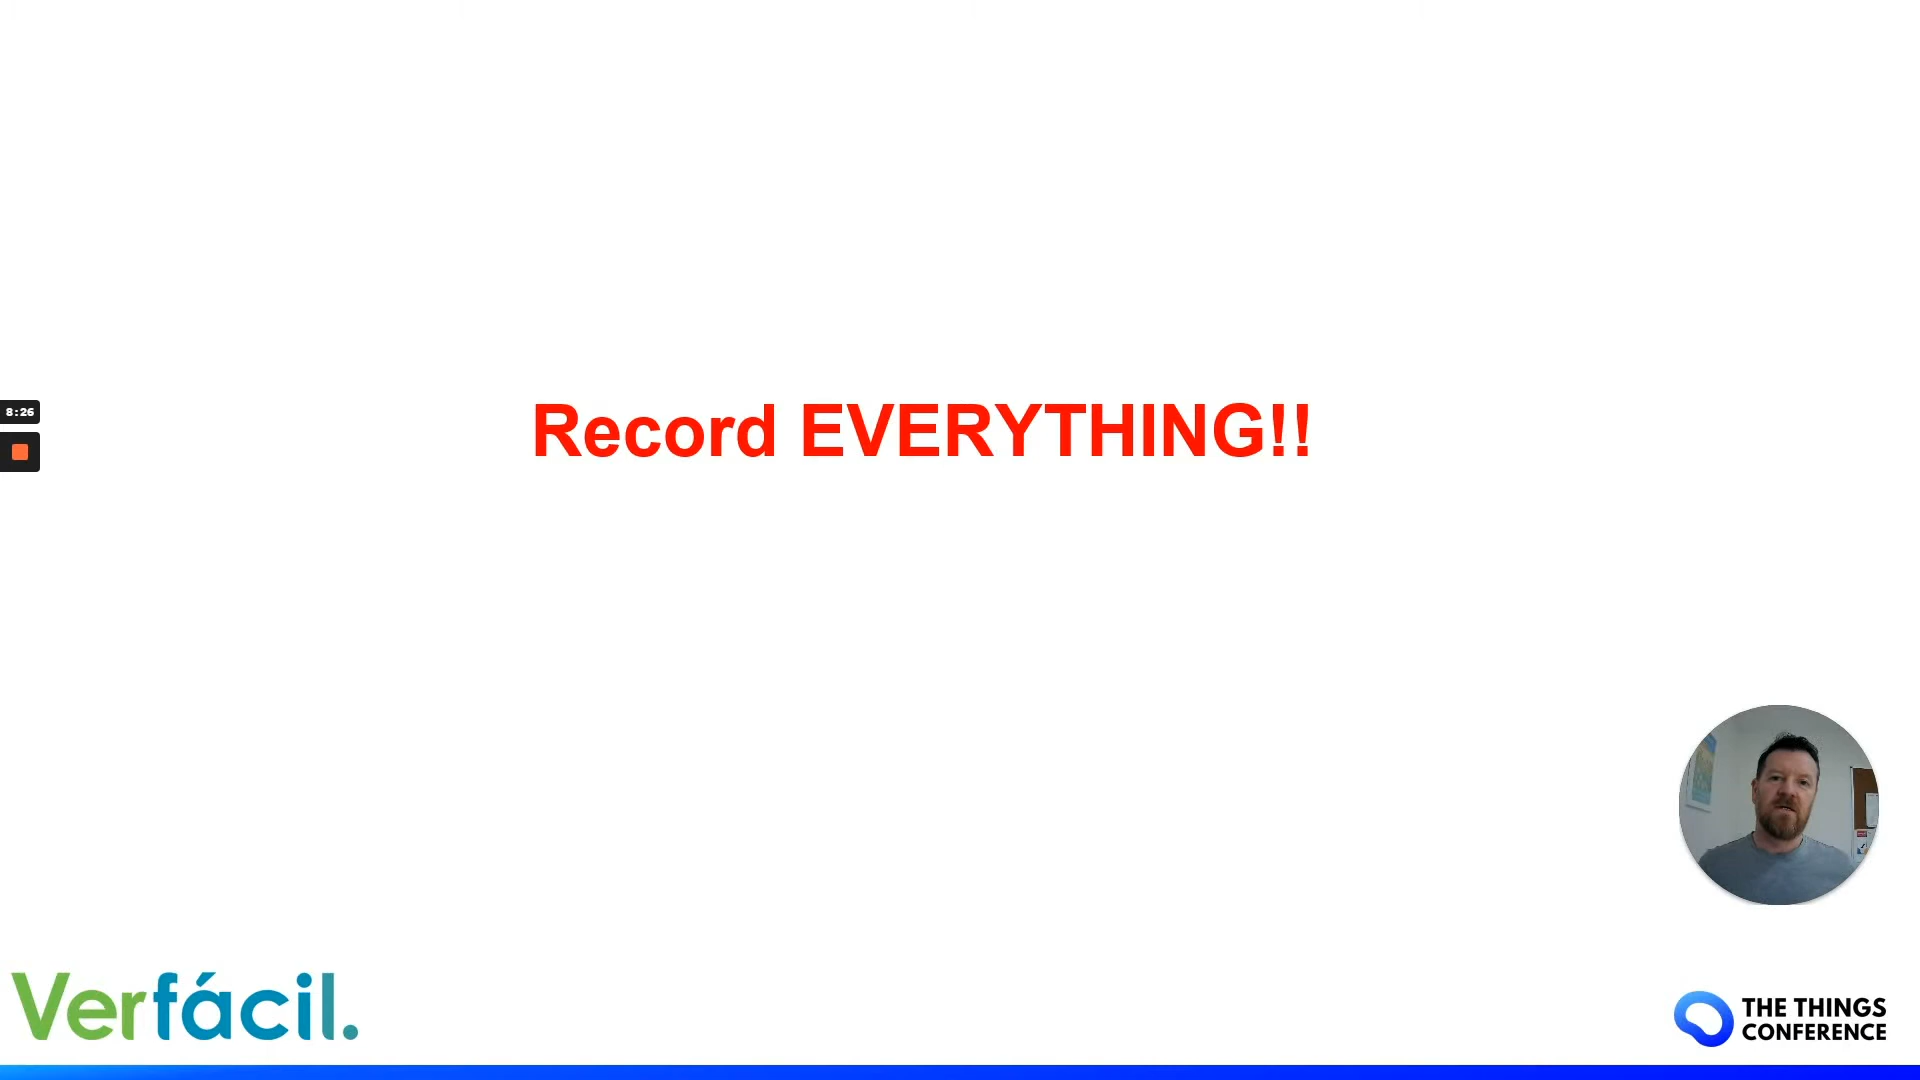 8:26
Record EVERYTHING!!
Verfácil.
THE THINGS
CONFERENCE